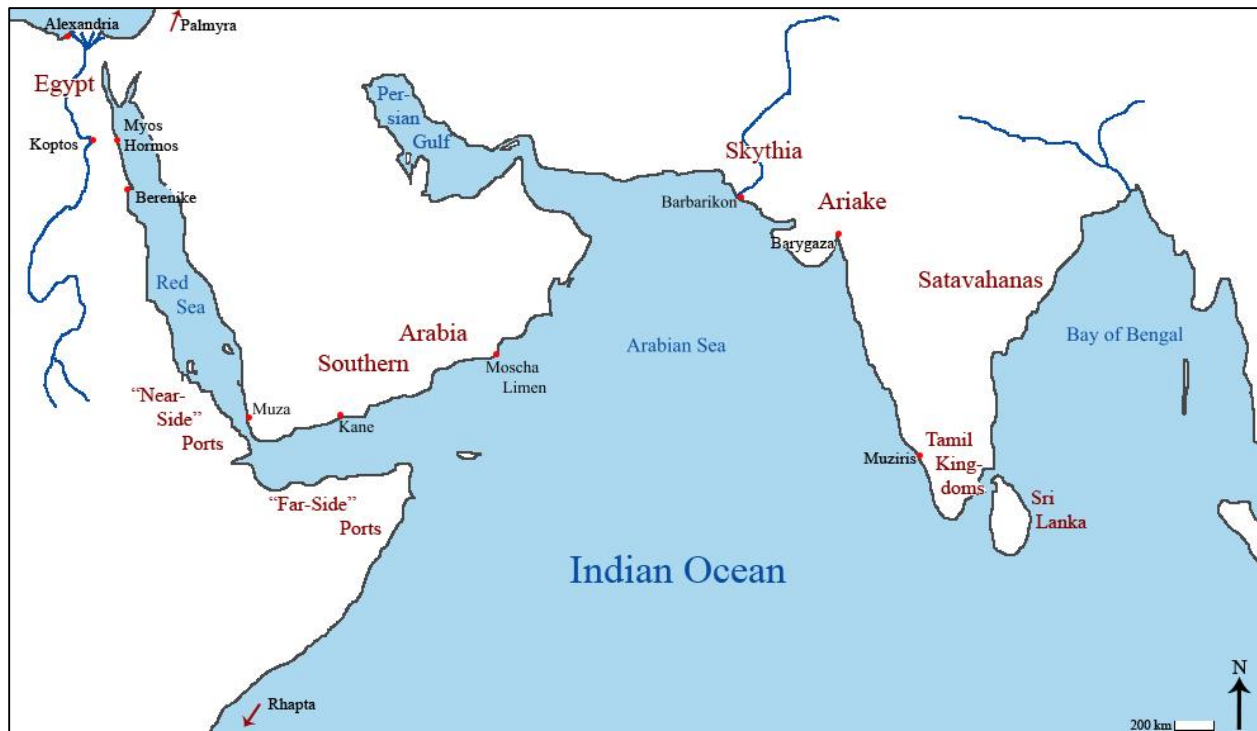 Alexandria
Palmyra
Egypt
Per-
sian
Gulf
Myos
Hormos
Koptos
Skythia
Berenike
Barbarikon
Ariake
Barygaza
Red
Sea
Satavahanas
Arabia
Southern
Arabian Sea
Bay of Bengal
Moscha
Limen
"Near-
Side"
Ports
Muza
Kane
Muziris
Tamil
King-
doms
"Far-Side"
Ports
Sri
Lanka
Indian Ocean
N
Rhapta
200 km